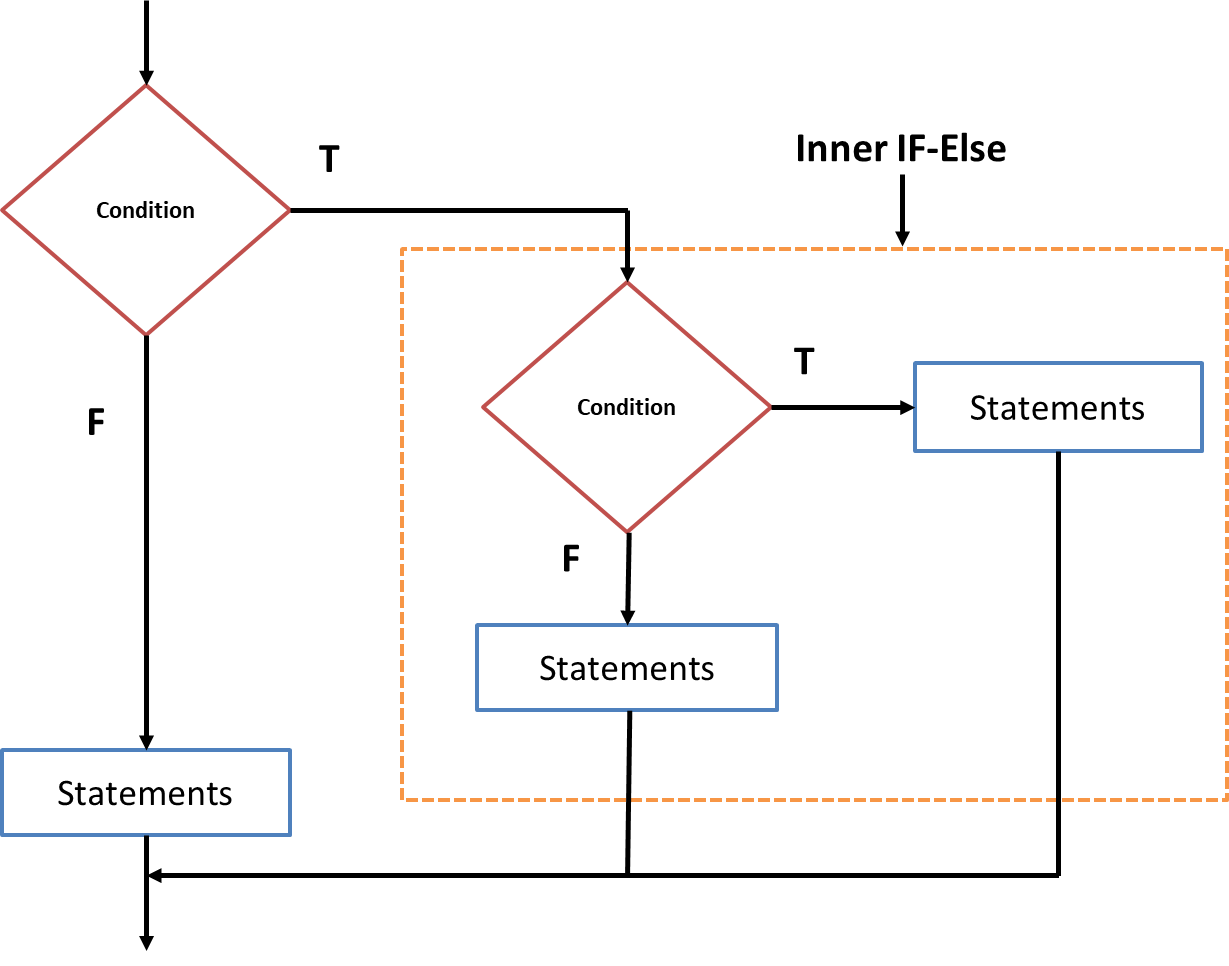 T
Inner IF-Else
Condition
T
Condition
Statements
F
F
Statements
Statements